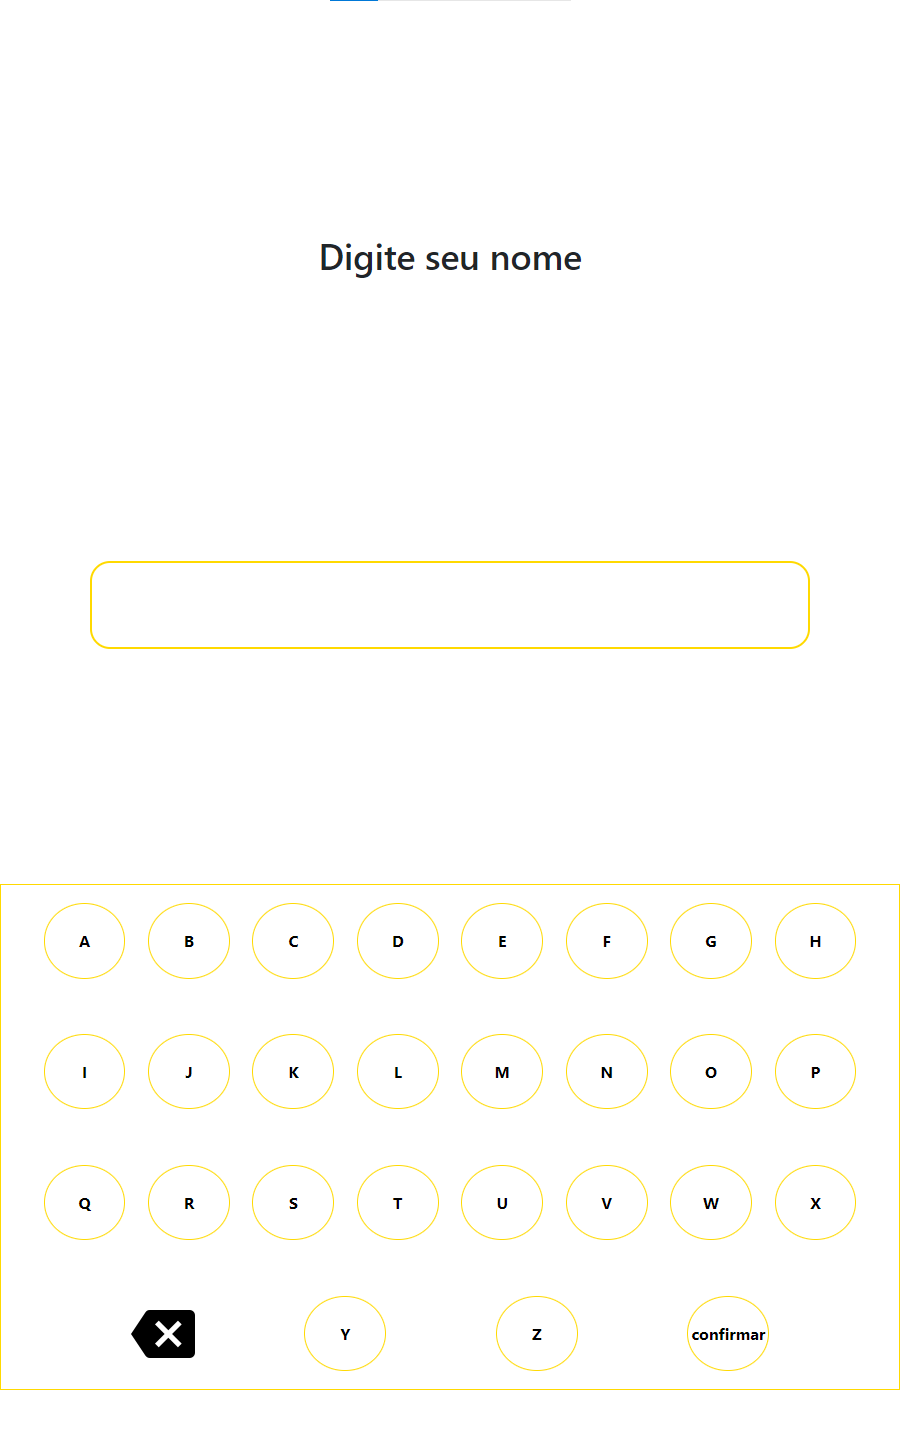 Digite seu nome
A B C D E F G H
I J K L M N O P
Q R S T U V W X
Y Z confirmar